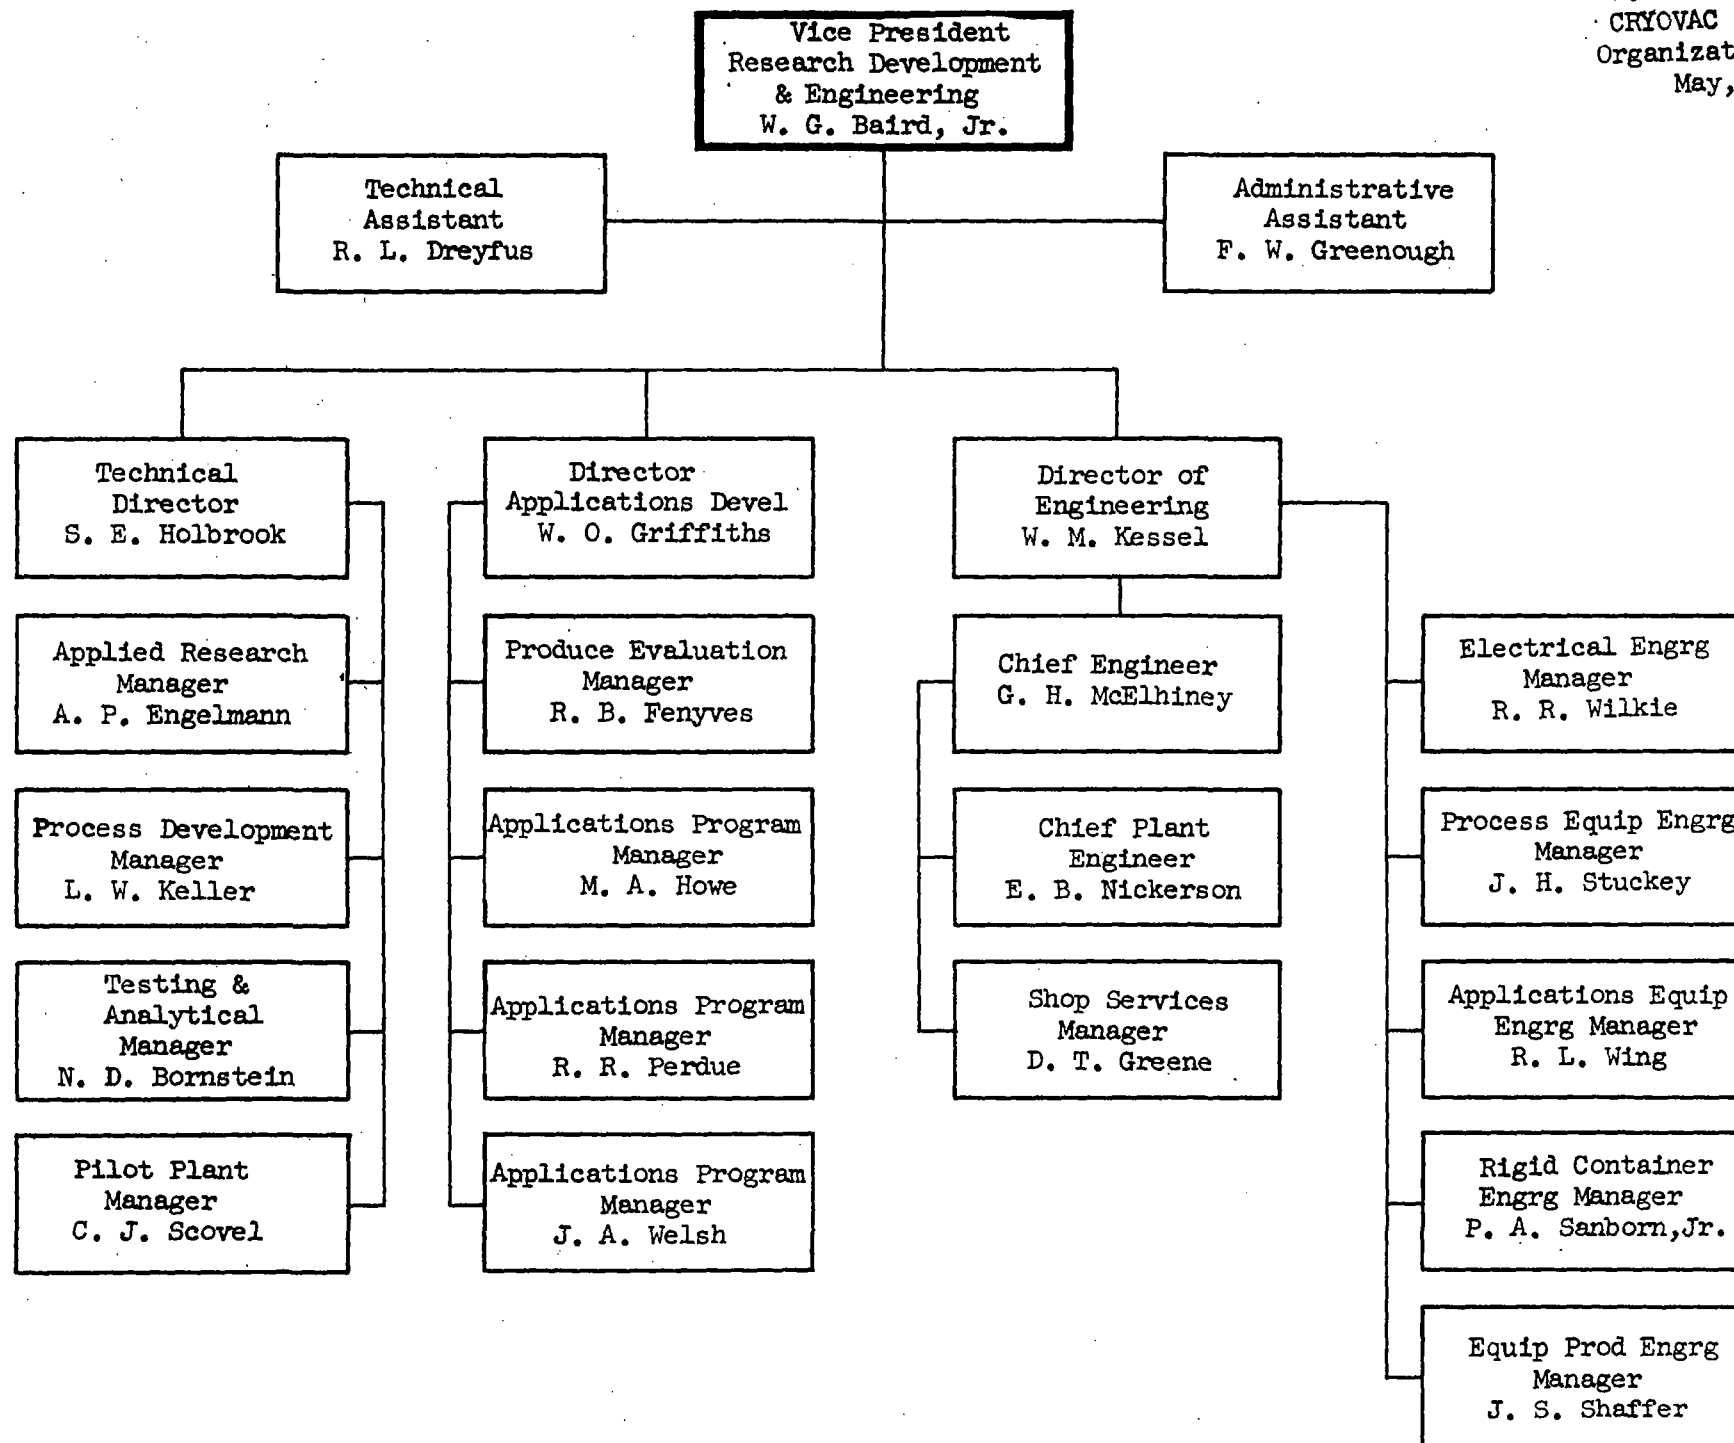 CRYOVAC
Organizat
May,
Vice President
Research Development
& Engineering
W. G. Baird, Jr.
Technical
Assistant
R. L. Dreyfus
Administrative
Assistant
F. W. Greenough
Technical
Director
S. E. Holbrook
Director
Applications Devel
W. O. Griffiths
Director of
Engineering
W. M. Kessel
Applied Research
Manager
A. P. Engelmann
Produce Evaluation
Manager
R. B. Fenyves
Chief Engineer
G. H. McElhiney
Electrical Engrg
Manager
R. R. Wilkie
Process Development
Manager
L. W. Keller
Applications Program
Manager
M. A. Howe
Chief Plant
Engineer
E. B. Nickerson
Process Equip Engrg
Manager
J. H. Stuckey
Testing &
Analytical
Manager
N. D. Bornstein
Applications Program
Manager
R. R. Perdue
Shop Services
Manager
D. T. Greene
Applications Equip
Engrg Manager
R. L. Wing
Pilot Plant
Manager
C. J. Scovel
Applications Program
Manager
J. A. Welsh
Rigid Container
Engrg Manager
P. A. Sanborn,Jr.
Equip Prod Engrg
Manager
J. S. Shaffer